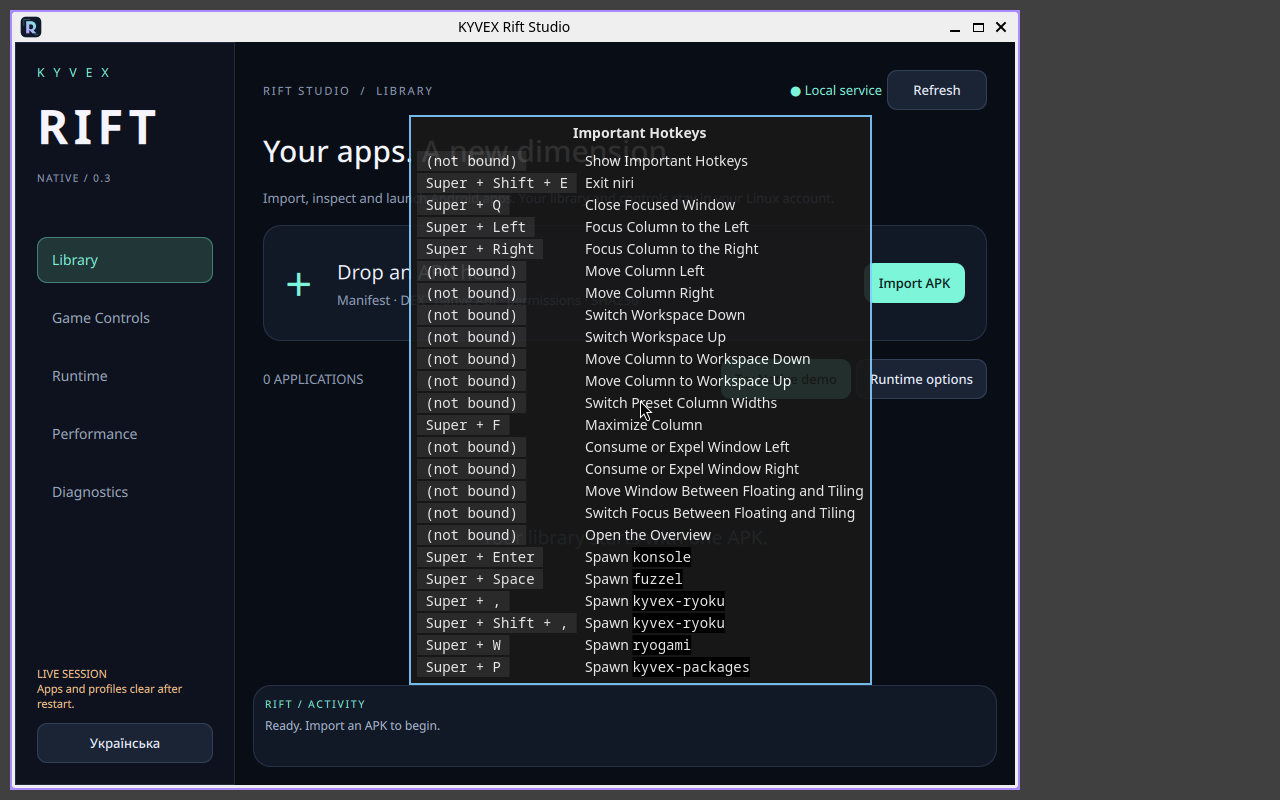 KYVEX Rift Studio
KYVEX
RIFT
NATIVE / 0.3
Library
Game Controls
Runtime
Performance
Diagnostics
LIVE SESSION
Apps and profiles clear after
restart.
Українська
RIFT STUDIO / LIBRARY
Local service
Refresh
Your apps. A new dimension
Import, inspect and
Drop an
Manifest
Import APK
0 APPLICATIONS
demo
Runtime options
library APK.
Important Hotkeys
(not bound) Show Important Hotkeys
Super + Shift + E Exit niri
Super + Q Close Focused Window
Super + Left Focus Column to the Left
Super + Right Focus Column to the Right
(not bound) Move Column Left
(not bound) Move Column Right
(not bound) Switch Workspace Down
(not bound) Switch Workspace Up
(not bound) Move Column to Workspace Down
(not bound) Move Column to Workspace Up
(not bound) Switch Preset Column Widths
Super + F Maximize Column
(not bound) Consume or Expel Window Left
(not bound) Consume or Expel Window Right
(not bound) Move Window Between Floating and Tiling
(not bound) Switch Focus Between Floating and Tiling
(not bound) Open the Overview
Super + Enter Spawn konsole
Super + Space Spawn fuzzel
Super + , Spawn kyvex-ryoku
Super + Shift + , Spawn kyvex-ryoku
Super + W Spawn ryogami
Super + P Spawn kyvex-packages
RIFT / ACTIVITY
Ready. Import an APK to begin.